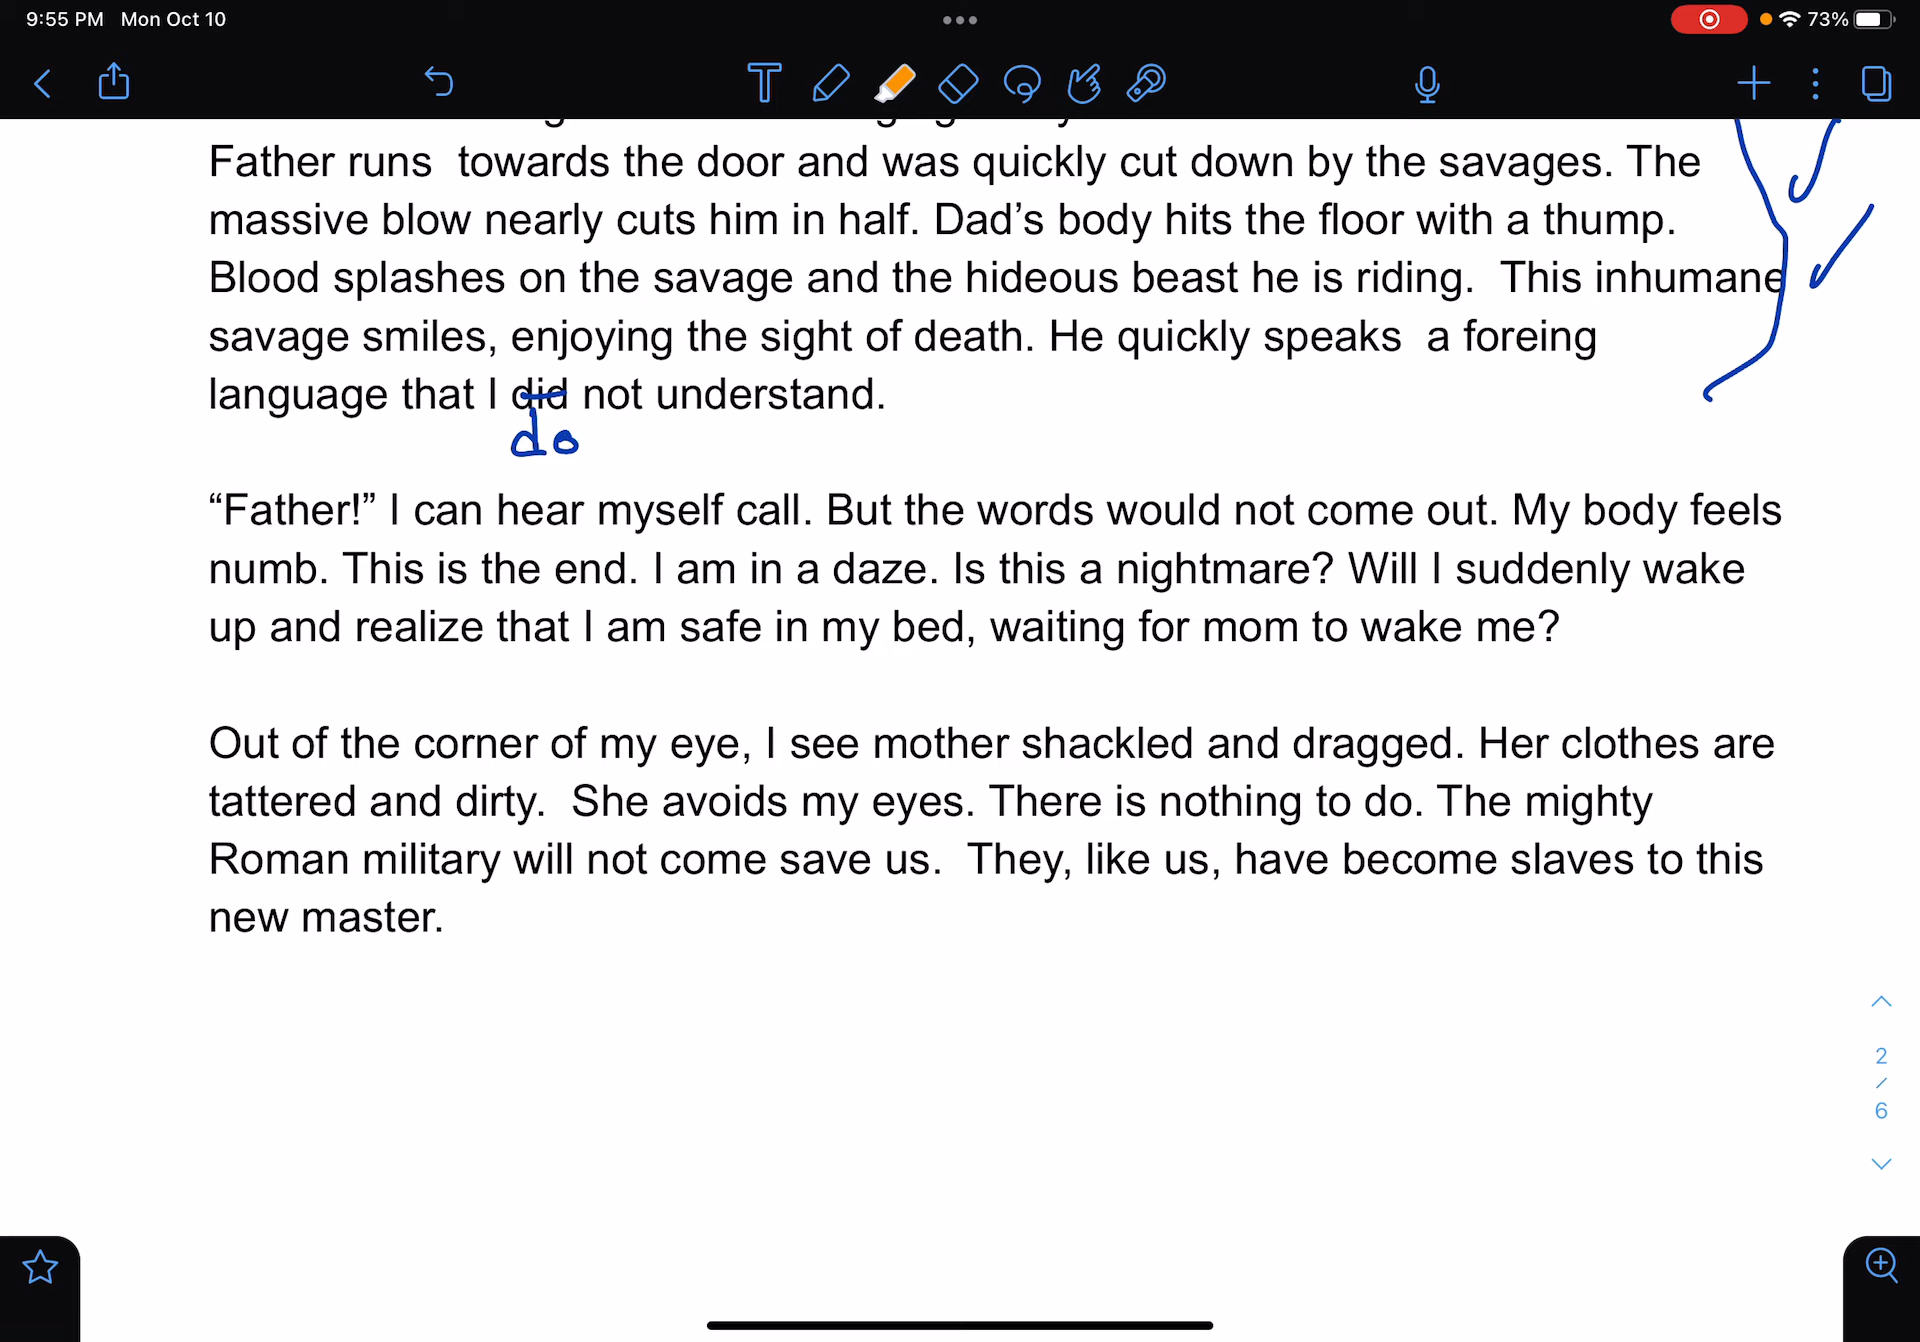 9:55 PM Mon Oct 10
73%
Father runs  towards the door and was quickly cut down by the savages. The
massive blow nearly cuts him in half. Dad’s body hits the floor with a thump.
Blood splashes on the savage and the hideous beast he is riding.  This inhumane
savage smiles, enjoying the sight of death. He quickly speaks  a foreing
language that I did not understand.
do
“Father!” I can hear myself call. But the words would not come out. My body feels
numb. This is the end. I am in a daze. Is this a nightmare? Will I suddenly wake
up and realize that I am safe in my bed, waiting for mom to wake me?
Out of the corner of my eye, I see mother shackled and dragged. Her clothes are
tattered and dirty.  She avoids my eyes. There is nothing to do. The mighty
Roman military will not come save us.  They, like us, have become slaves to this
new master.
2
/
6